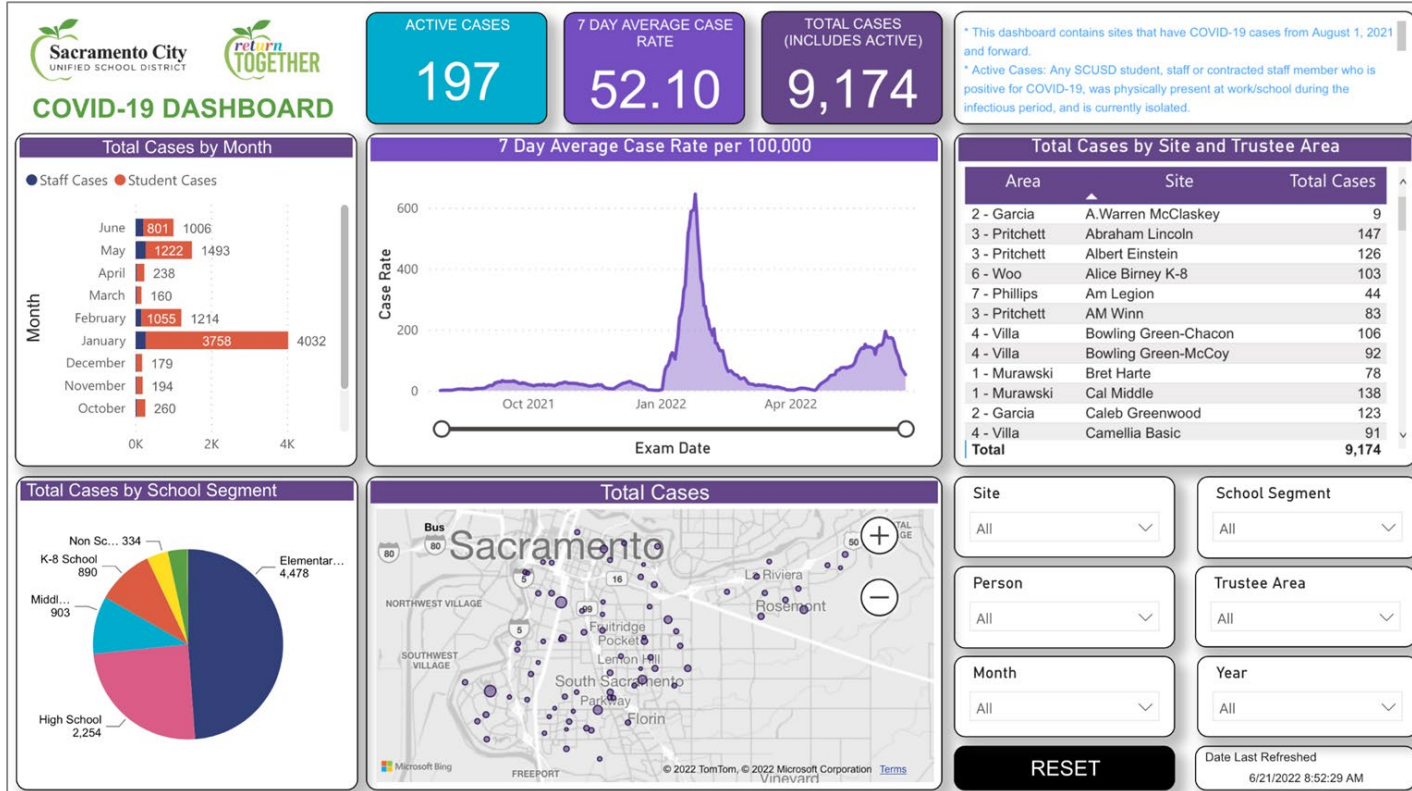 Sacramento City
UNIFIED SCHOOL DISTRICT
return
TOGETHER
COVID-19 DASHBOARD
ACTIVE CASES
197
7 DAY AVERAGE CASE
RATE
52.10
TOTAL CASES
(INCLUDES ACTIVE)
9,174
* This dashboard contains sites that have COVID-19 cases from August 1, 2021
and forward.
* Active Cases: Any SCUSD student, staff or contracted staff member who is
positive for COVID-19, was physically present at work/school during the
infectious period, and is currently isolated.
Total Cases by Month
Staff Cases Student Cases
Month
June 801 1006
May 1222 1493
April 238
March 160
February 1055 1214
January 3758 4032
December 179
November 194
October 260
0K 2K 4K
7 Day Average Case Rate per 100,000
Case Rate
600
400
200
0
Oct 2021 Jan 2022 Apr 2022
Exam Date
Total Cases by Site and Trustee Area
Area Site Total Cases
2 - Garcia A.Warren McClaskey 9
3 - Pritchett Abraham Lincoln 147
3 - Pritchett Albert Einstein 126
6 - Woo Alice Birney K-8 103
7 - Phillips Am Legion 44
3 - Pritchett AM Winn 83
4 - Villa Bowling Green-Chacon 106
4 - Villa Bowling Green-McCoy 92
1 - Murawski Bret Harte 78
1 - Murawski Cal Middle 138
2 - Garcia Caleb Greenwood 123
4 - Villa Camellia Basic 91
Total 9,174
Total Cases by School Segment
Non Sc... 334
K-8 School
890
Middl...
903
High School
2,254
Elementar...
4,478
Total Cases
Bus
80
80
Sacramento
50
TAL
GE
5
16
La Riviera
NORTHWEST VILLAGE
99
Rosemont
5
Fruitridge
Pocket
SOUTHWEST
VILLAGE
Lemon Hill
South Sacramento
Parkway
Florin
Microsoft Bing
FREEPORT
© 2022 TomTom, © 2022 Microsoft Corporation Terms
Vineyard
Site
All
School Segment
All
Person
All
Trustee Area
All
Month
All
Year
All
RESET
Date Last Refreshed
6/21/2022 8:52:29 AM